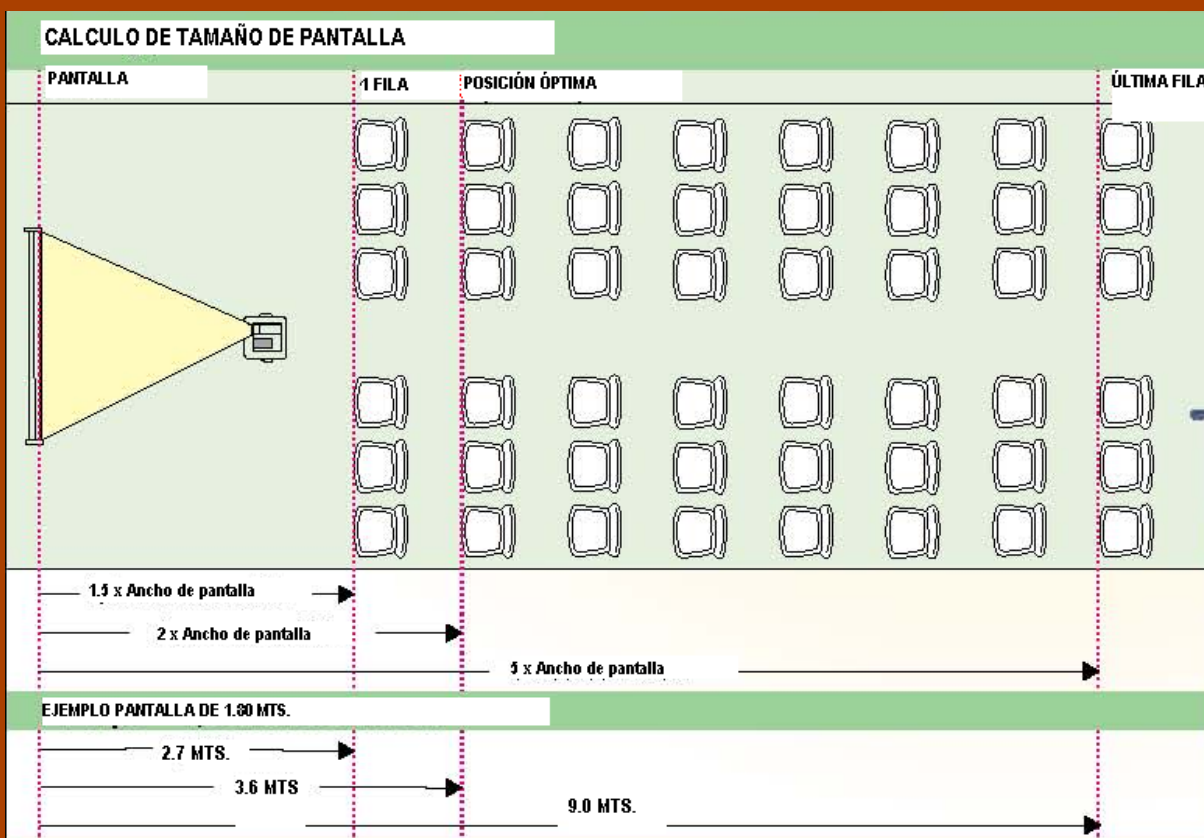 CALCULO DE TAMAÑO DE PANTALLA
PANTALLA
1 FILA
POSICIÓN ÓPTIMA
ÚLTIMA FILA
1.5 x Ancho de pantalla
2 x Ancho de pantalla
5 x Ancho de pantalla
EJEMPLO PANTALLA DE 1.80 MTS.
2.7 MTS.
3.6 MTS
9.0 MTS.